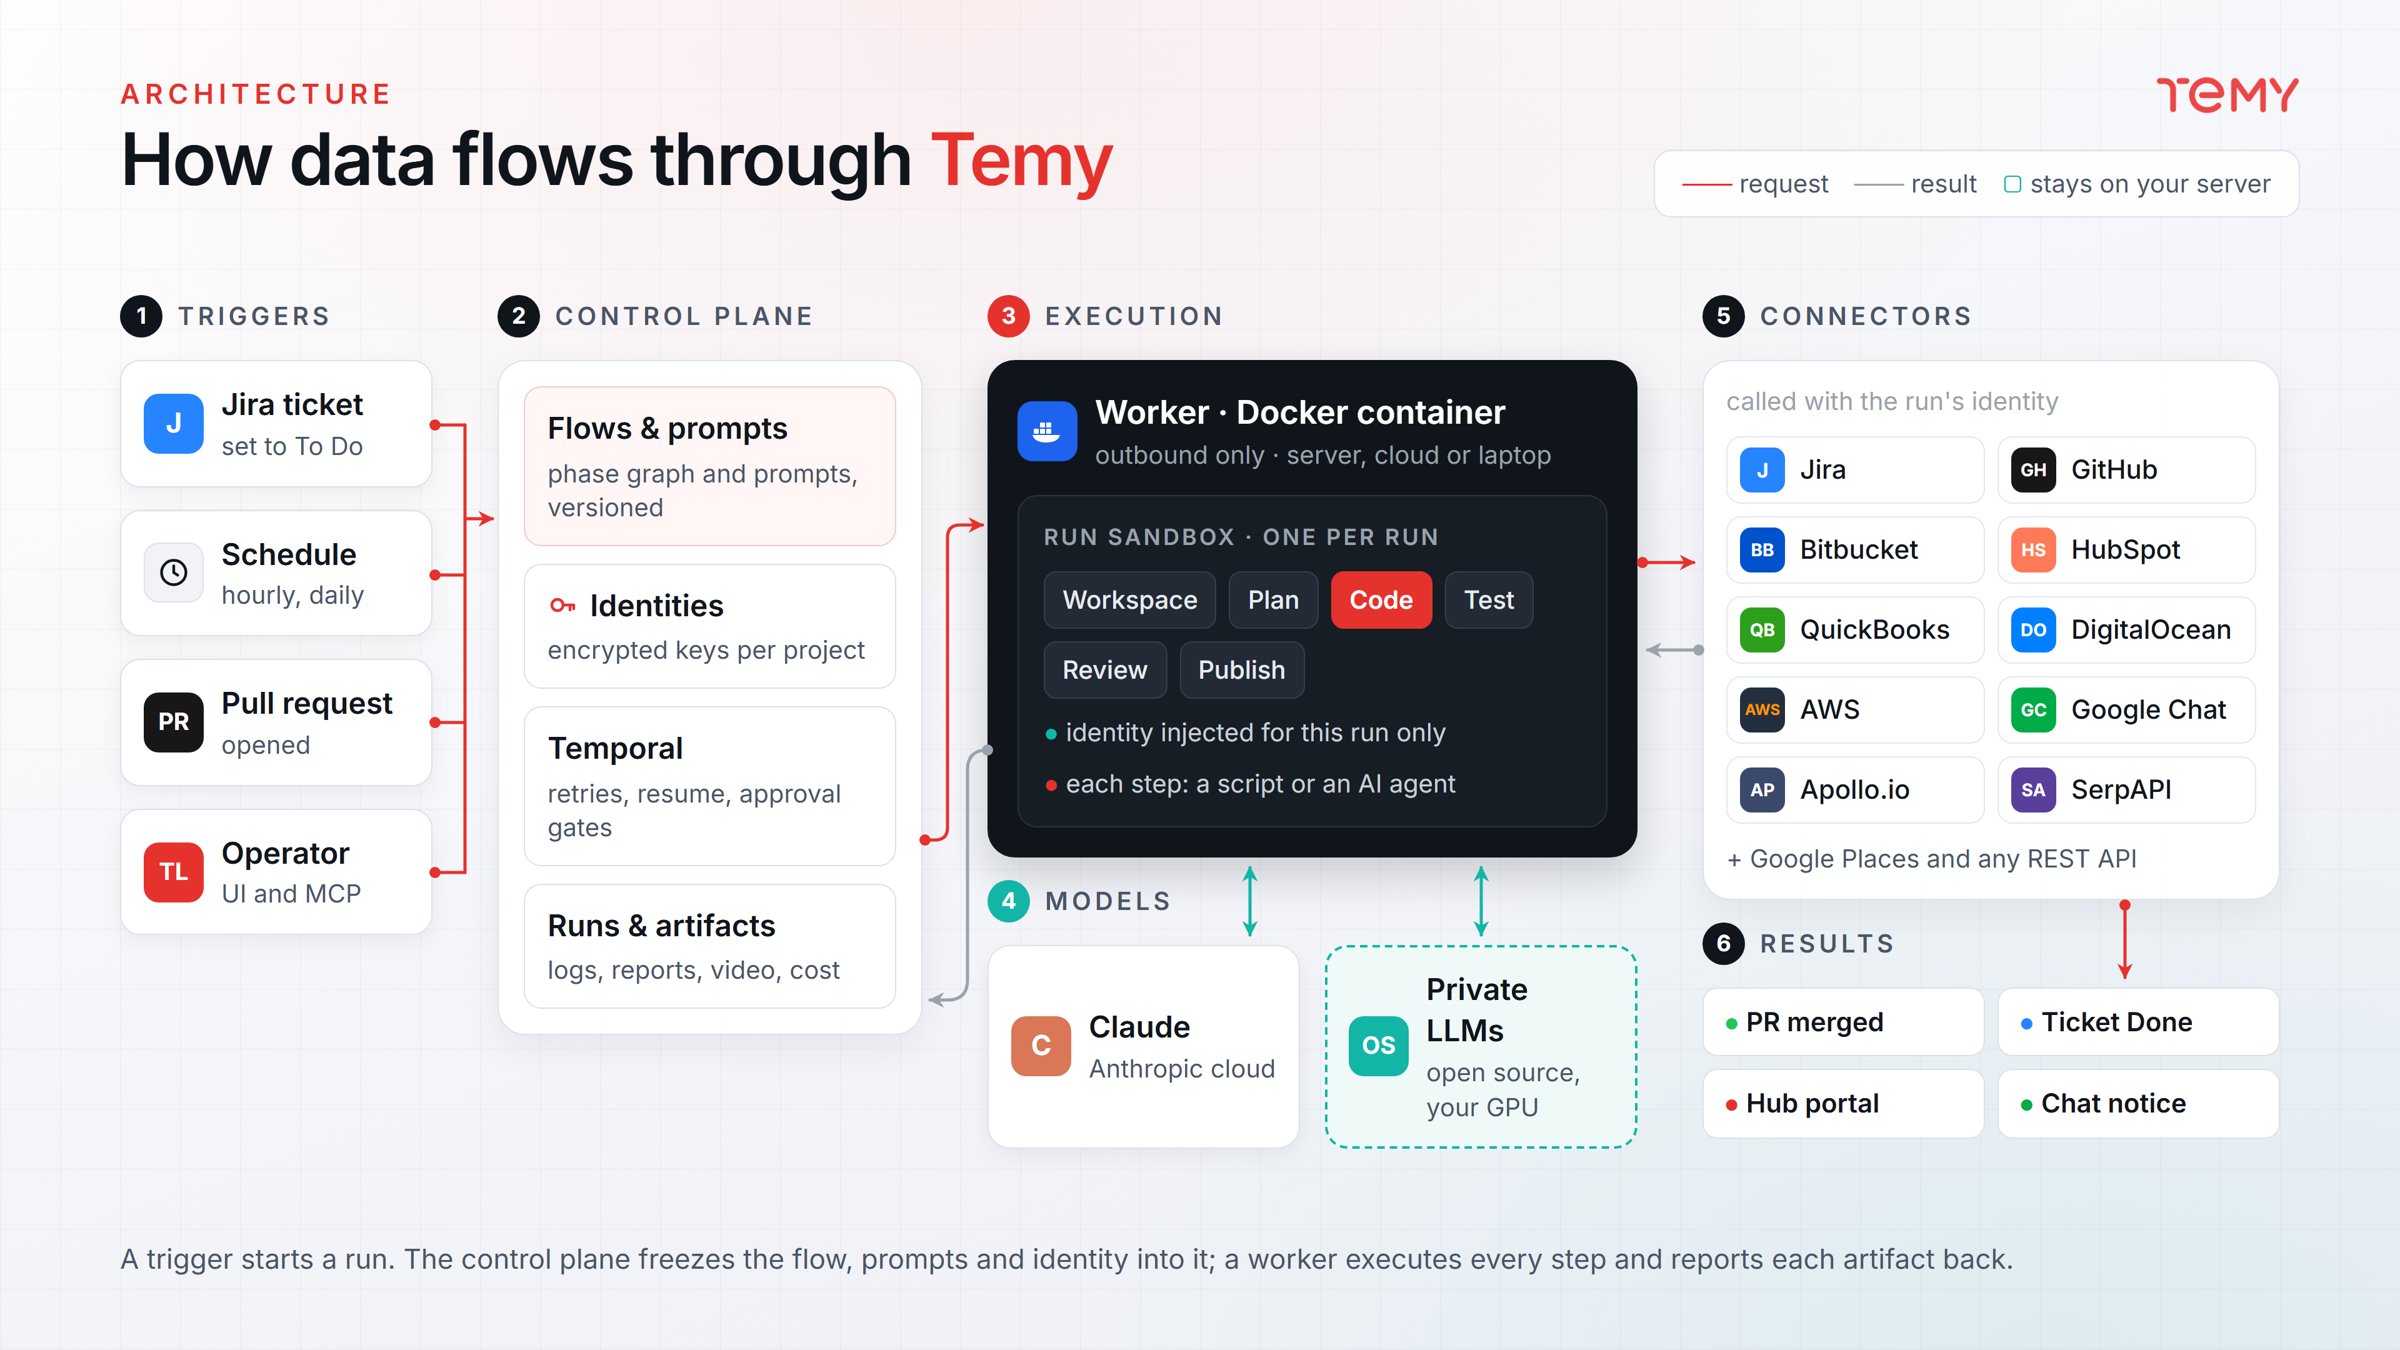 ARCHITECTURE
How data flows through Temy
TEMY
request
result
stays on your server
1 TRIGGERS
J
Jira ticket
set to To Do
Schedule
hourly, daily
PR
Pull request
opened
TL
Operator
UI and MCP
2 CONTROL PLANE
Flows & prompts
phase graph and prompts,
versioned
Identities
encrypted keys per project
Temporal
retries, resume, approval
gates
Runs & artifacts
logs, reports, video, cost
3 EXECUTION
Worker · Docker container
outbound only · server, cloud or laptop
RUN SANDBOX · ONE PER RUN
Workspace
Plan
Code
Test
Review
Publish
identity injected for this run only
each step: a script or an AI agent
4 MODELS
C
Claude
Anthropic cloud
OS
Private
LLMs
open source,
your GPU
5 CONNECTORS
called with the run's identity
J Jira
GH GitHub
BB Bitbucket
HS HubSpot
QB QuickBooks
DO DigitalOcean
AWS AWS
GC Google Chat
AP Apollo.io
SA SerpAPI
+ Google Places and any REST API
6 RESULTS
PR merged
Ticket Done
Hub portal
Chat notice
A trigger starts a run. The control plane freezes the flow, prompts and identity into it; a worker executes every step and reports each artifact back.